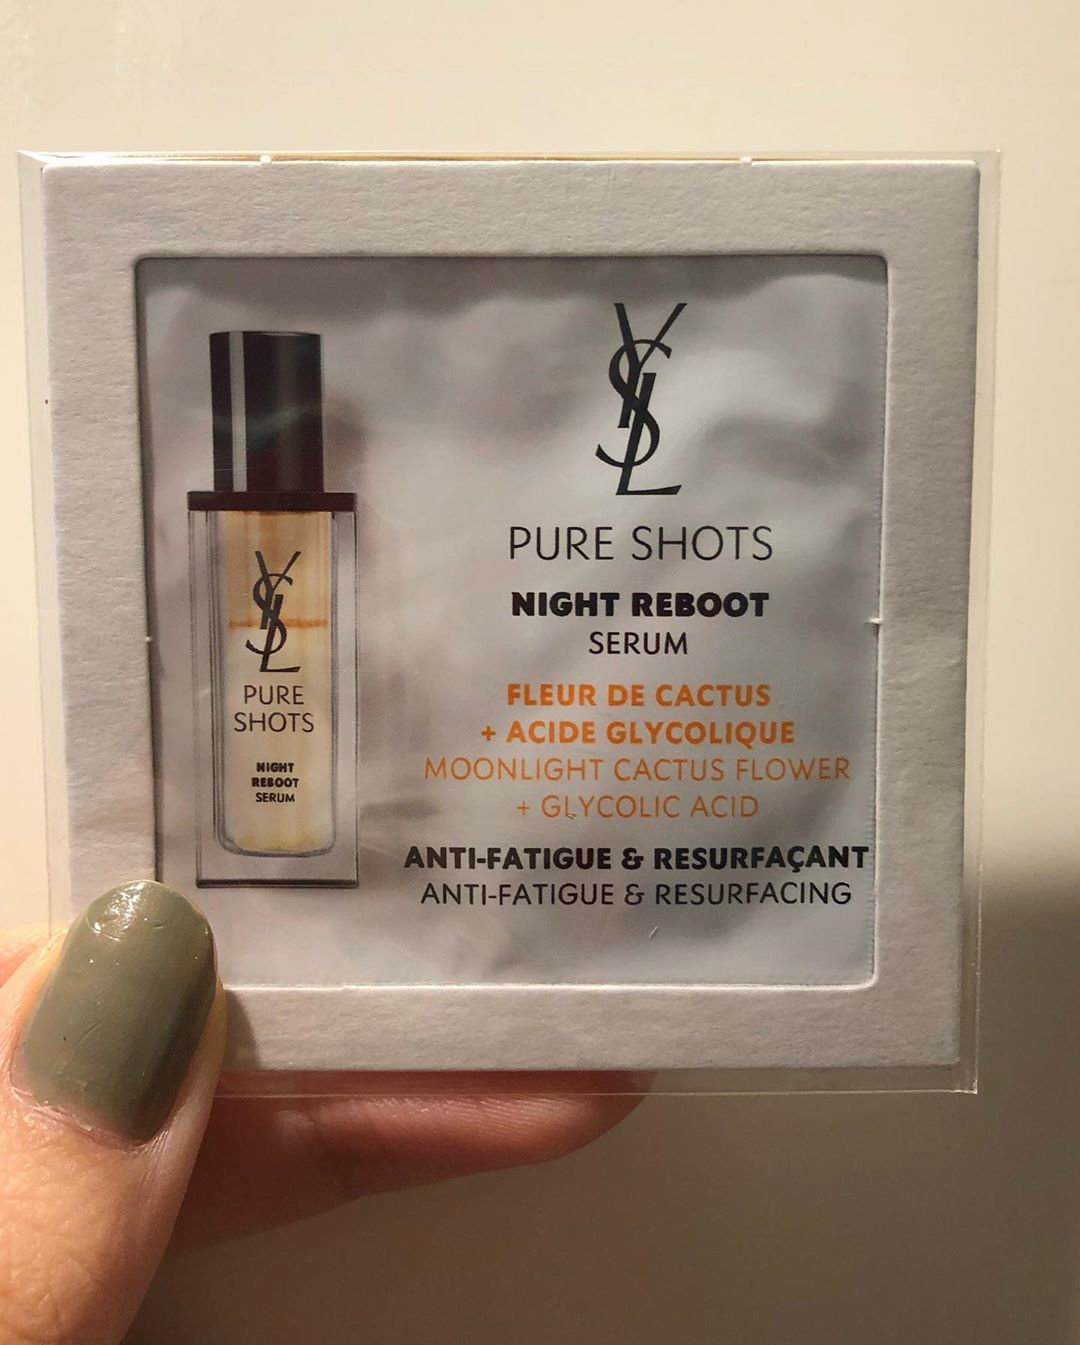 YSL
PURE
SHOTS
NIGHT
REBOOT
SERUM
YSL
PURE SHOTS
NIGHT REBOOT
SERUM
FLEUR DE CACTUS
+ ACIDE GLYCOLIQUE
MOONLIGHT CACTUS FLOWER
+ GLYCOLIC ACID
ANTI-FATIGUE & RESURFAÇANT
ANTI-FATIGUE & RESURFACING